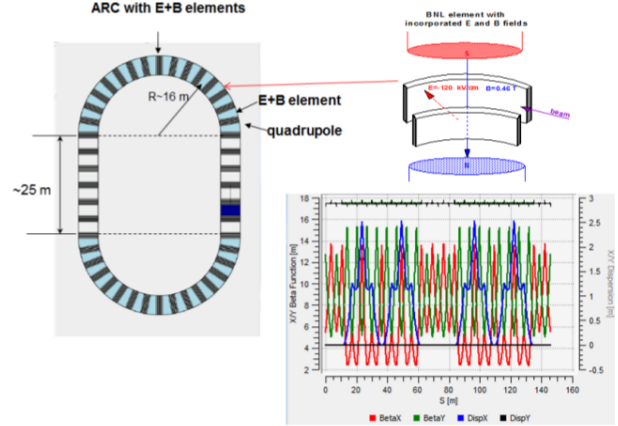 ARC with E+B elements
R~16 m
E+B element
quadrupole
~25 m
BNL element with
incorporated E and B fields
S
E=-120 kV/cm B=0.46 T
beam
N
X/Y Beta Function [m]
18
16
14
12
10
8
6
4
2
3
2.5
2
1.5
1
0.5
0
-0.5
X/Y Dispersion [m]
0 20 40 60 80 100 120 140 160
S [m]
BetaX BetaY DispX DispY